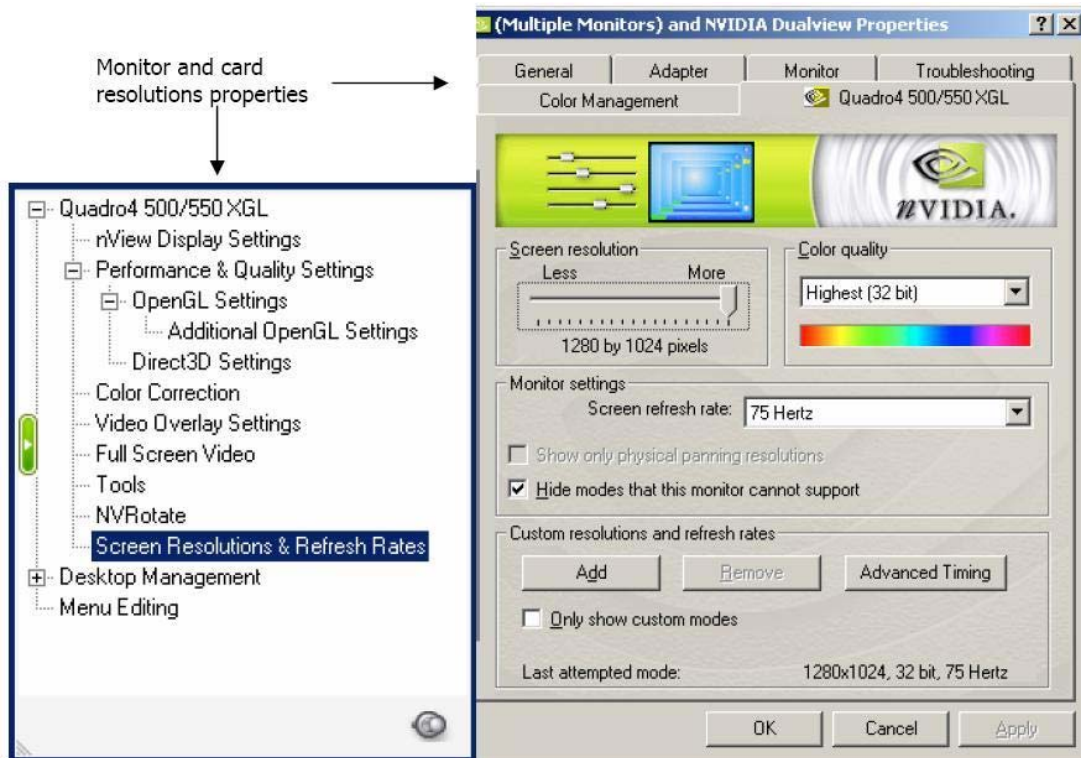 Monitor and card
resolutions properties
Quadro4 500/550 XGL
nView Display Settings
Performance & Quality Settings
OpenGL Settings
Additional OpenGL Settings
Direct3D Settings
Color Correction
Video Overlay Settings
Full Screen Video
Tools
NVRotate
Screen Resolutions & Refresh Rates
Desktop Management
Menu Editing
(Multiple Monitors) and NVIDIA Dualview Properties
General Adapter Monitor Troubleshooting
Color Management Quadro4 500/550 XGL
nVIDIA.
Screen resolution
Less More
1280 by 1024 pixels
Color quality
Highest (32 bit)
Monitor settings
Screen refresh rate: 75 Hertz
Show only physical panning resolutions
Hide modes that this monitor cannot support
Custom resolutions and refresh rates
Add Remove Advanced Timing
Only show custom modes
Last attempted mode: 1280x1024, 32 bit, 75 Hertz
OK Cancel Apply